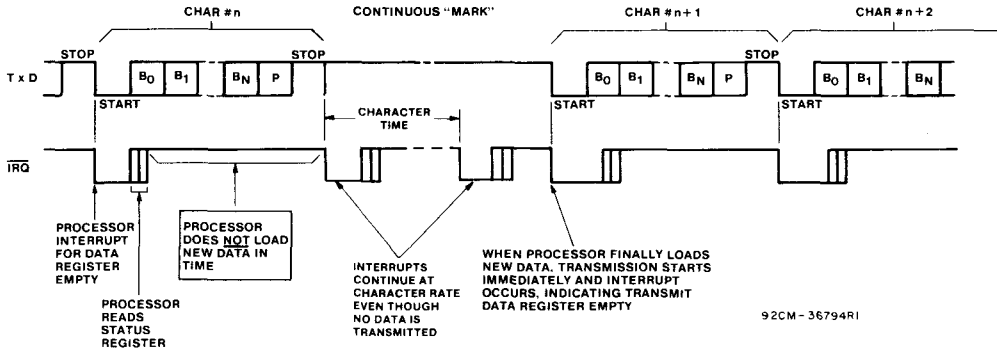 CHAR #n
CONTINUOUS "MARK"
CHAR #n+1
CHAR #n+2
STOP
STOP
STOP
TxD
B0
B1
BN
P
B0
B1
BN
P
B0
B1
BN
START
START
START
CHARACTER
TIME
IRQ
PROCESSOR
INTERRUPT
FOR DATA
REGISTER
EMPTY
PROCESSOR
READS
STATUS
REGISTER
PROCESSOR
DOES NOT LOAD
NEW DATA IN
TIME
INTERRUPTS
CONTINUE AT
CHARACTER RATE
EVEN THOUGH
NO DATA IS
TRANSMITTED
WHEN PROCESSOR FINALLY LOADS
NEW DATA, TRANSMISSION STARTS
IMMEDIATELY AND INTERRUPT
OCCURS, INDICATING TRANSMIT
DATA REGISTER EMPTY
92CM-36794R1